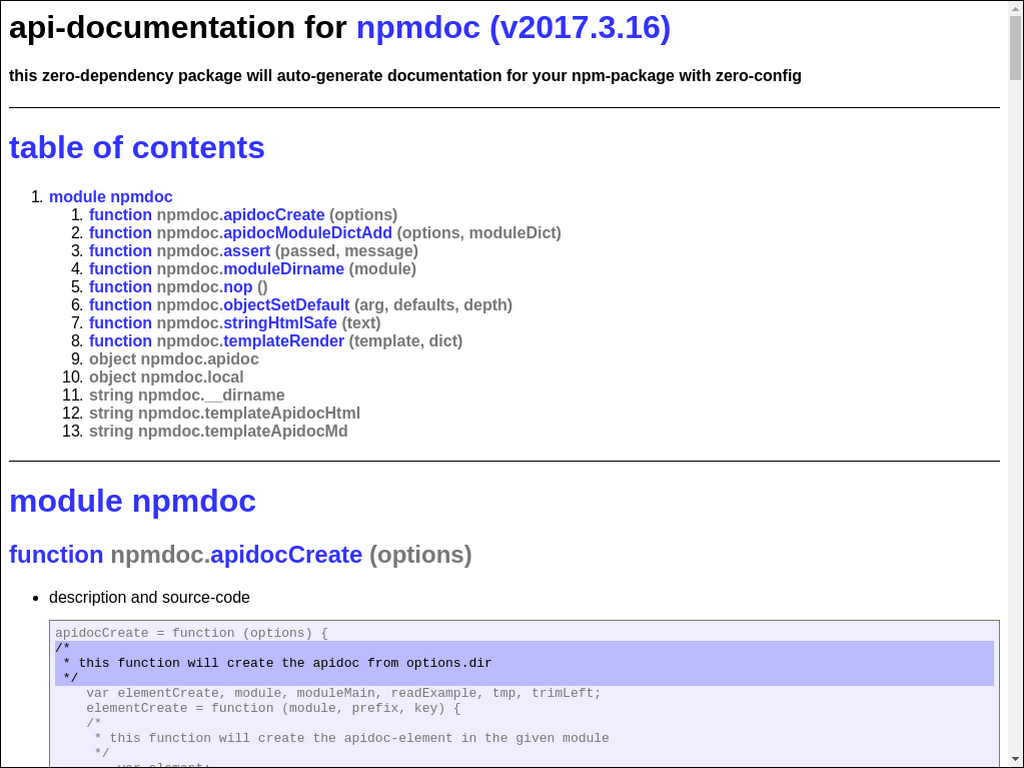 api-documentation for npmdoc (v2017.3.16)
this zero-dependency package will auto-generate documentation for your npm-package with zero-config
table of contents
1. module npmdoc
1. function npmdoc.apidocCreate (options)
2. function npmdoc.apidocModuleDictAdd (options, moduleDict)
3. function npmdoc.assert (passed, message)
4. function npmdoc.moduleDirname (module)
5. function npmdoc.nop ()
6. function npmdoc.objectSetDefault (arg, defaults, depth)
7. function npmdoc.stringHtmlSafe (text)
8. function npmdoc.templateRender (template, dict)
9. object npmdoc.apidoc
10. object npmdoc.local
11. string npmdoc.__dirname
12. string npmdoc.templateApidocHtml
13. string npmdoc.templateApidocMd
module npmdoc
function npmdoc.apidocCreate (options)
• description and source-code
apidocCreate = function (options) {
/*
 * this function will create the apidoc from options.dir
 */
    var elementCreate, module, moduleMain, readExample, tmp, trimLeft;
    elementCreate = function (module, prefix, key) {
    /*
     * this function will create the apidoc-element in the given module
     */
        var element;